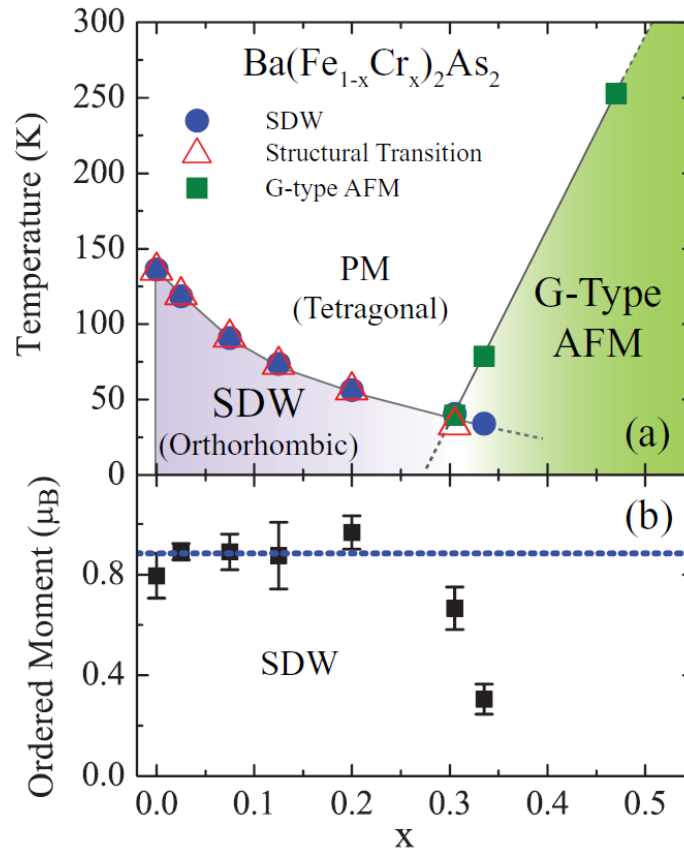 Ba(Fe1-xCrx)2As2
SDW
Structural Transition
G-type AFM
PM
(Tetragonal)
G-Type
AFM
SDW
(Orthorhombic)
(a)
Temperature (K)
300
250
200
150
100
50
0
(b)
SDW
Ordered Moment (μB)
0.8
0.4
0.0
0.0 0.1 0.2 0.3 0.4 0.5
x